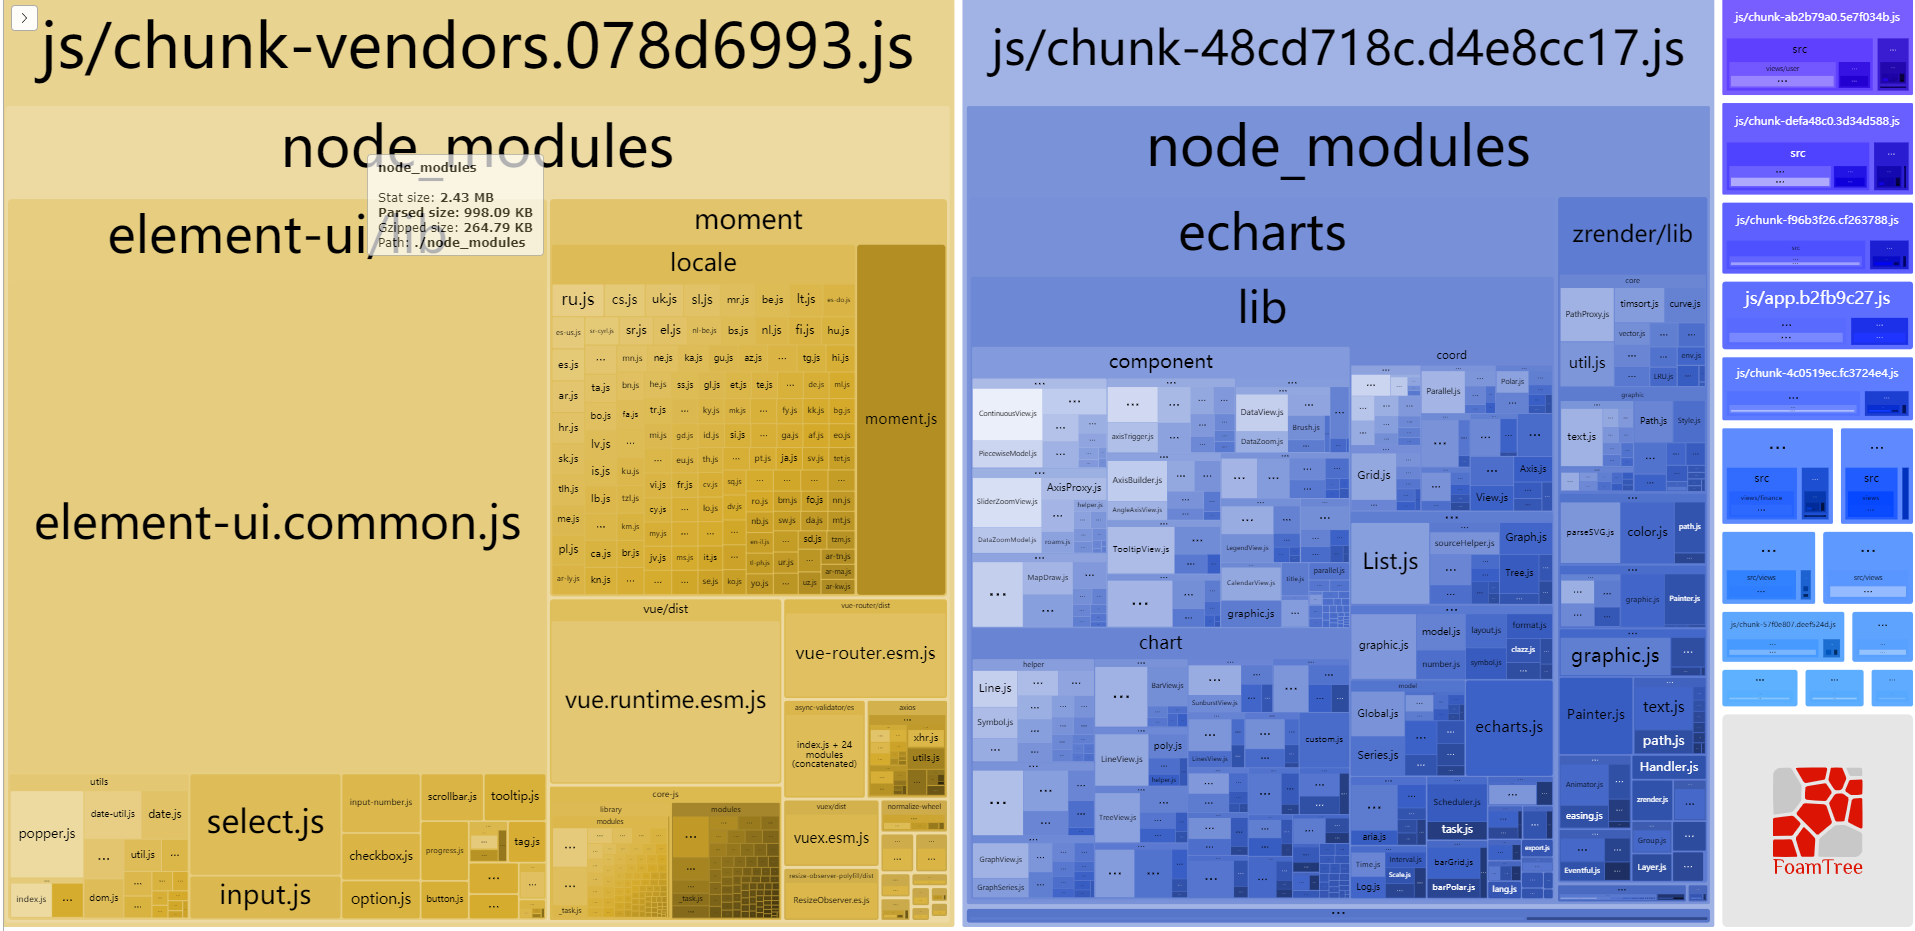 js/chunk-vendors.078d6993.js
node_modules
node_modules
Stat size: 2.43 MB
Parsed size: 998.09 KB
Gzipped size: 264.79 KB
Path: ./node_modules
element-ui/lib
element-ui.common.js
moment
locale
ru.js cs.js uk.js sl.js mr.js be.js lt.js es-do.js
es-us.js sr-cyrl.js sr.js el.js nl-be.js bs.js nl.js fi.js hu.js
es.js ... mn.js ne.js ka.js gu.js az.js ... tg.js hi.js
ar.js ta.js bn.js he.js ss.js gl.js et.js te.js ... de.js ml.js
hr.js bo.js fa.js tr.js ... ky.js mk.js ... fy.js kk.js bg.js
lv.js ... mi.js gd.js id.js si.js ... ga.js af.js eo.js
sk.js is.js ku.js ... eu.js th.js ... pt.js ja.js sv.js tet.js
tlh.js lb.js tzl.js vi.js fr.js cv.js sq.js ... ... ... ...
me.js ... km.js cy.js ... lo.js dv.js ro.js bm.js fo.js nn.js
pl.js ca.js br.js my.js ... ... ... nb.js sw.js da.js mt.js
ar-ly.js kn.js ... jv.js ms.js it.js ... en-il.js ... sd.js tzm.js
... ... se.js ko.js tl-ph.js ur.js ... ar-tn.js
yo.js ... uz.js ar-ma.js
ar-kw.js
moment.js
vue/dist
vue.runtime.esm.js
vue-router/dist
vue-router.esm.js
async-validator/es
index.js + 24
modules
(concatenated)
axios
...
xhr.js
utils.js
core-js
library
modules
...
...
_task.js
modules
...
...
_task.js
vuex/dist
vuex.esm.js
normalize-wheel
resize-observer-polyfill/dist
ResizeObserver.es.js
utils
popper.js
date-util.js
date.js
...
util.js
...
index.js
...
dom.js
select.js
input.js
input-number.js
checkbox.js
option.js
scrollbar.js
tooltip.js
progress.js
tag.js
button.js
...
js/chunk-48cd718c.d4e8cc17.js
node_modules
echarts
lib
component
ContinuousView.js
PiecewiseModel.js
axisTrigger.js
DataView.js
DataZoom.js
Brush.js
SliderZoomView.js
AxisProxy.js
helper.js
DataZoomModel.js
roams.js
AxisBuilder.js
AngleAxisView.js
TooltipView.js
LegendView.js
MapDraw.js
CalendarView.js
title.js
parallel.js
graphic.js
chart
helper
Line.js
Symbol.js
BarView.js
SunburstView.js
LineView.js
poly.js
helper.js
LinesView.js
custom.js
TreeView.js
GraphView.js
GraphSeries.js
coord
Parallel.js
Polar.js
Grid.js
Axis.js
View.js
List.js
sourceHelper.js
Graph.js
Tree.js
graphic.js
model.js
layout.js
format.js
number.js
symbol.js
clazz.js
model
Global.js
Series.js
echarts.js
Scheduler.js
task.js
aria.js
export.js
Time.js
Interval.js
Scale.js
Log.js
barGrid.js
barPolar.js
lang.js
zrender/lib
core
PathProxy.js
timsort.js
curve.js
vector.js
util.js
env.js
LRU.js
graphic
text.js
Path.js
Style.js
parseSVG.js
color.js
path.js
graphic.js
Painter.js
graphic.js
Painter.js
text.js
path.js
Handler.js
Animator.js
easing.js
zrender.js
Eventful.js
Group.js
Layer.js
js/chunk-ab2b79a0.5e7f034b.js
src
views/user
...
js/chunk-defa48c0.3d34d588.js
src
...
js/chunk-f96b3f26.cf263788.js
src
...
js/app.b2fb9c27.js
...
js/chunk-4c0519ec.fc3724e4.js
...
...
src
views/finance
...
...
src
views
...
src/views
...
src/views
...
js/chunk-57f0e807.deef524d.js
...
...
FoamTree